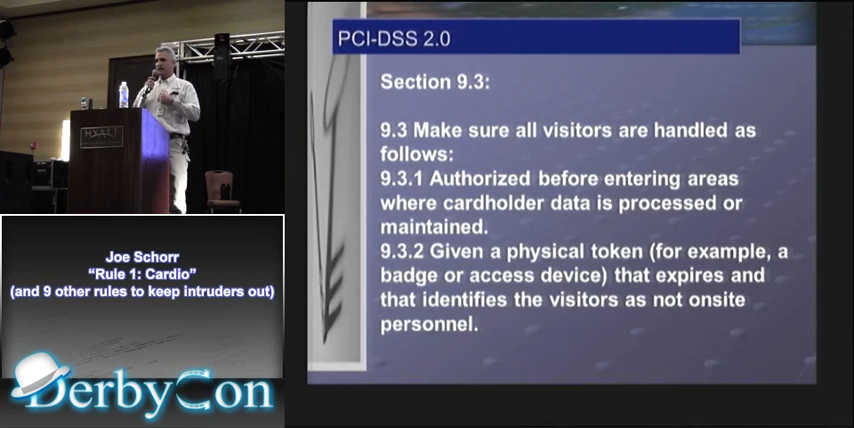 HYATT
PCI-DSS 2.0
Section 9.3:
9.3 Make sure all visitors are handled as
follows:
9.3.1 Authorized before entering areas
where cardholder data is processed or
maintained.
9.3.2 Given a physical token (for example, a
badge or access device) that expires and
that identifies the visitors as not onsite
personnel.
Joe Schorr
“Rule 1: Cardio”
(and 9 other rules to keep intruders out)
DerbyCon